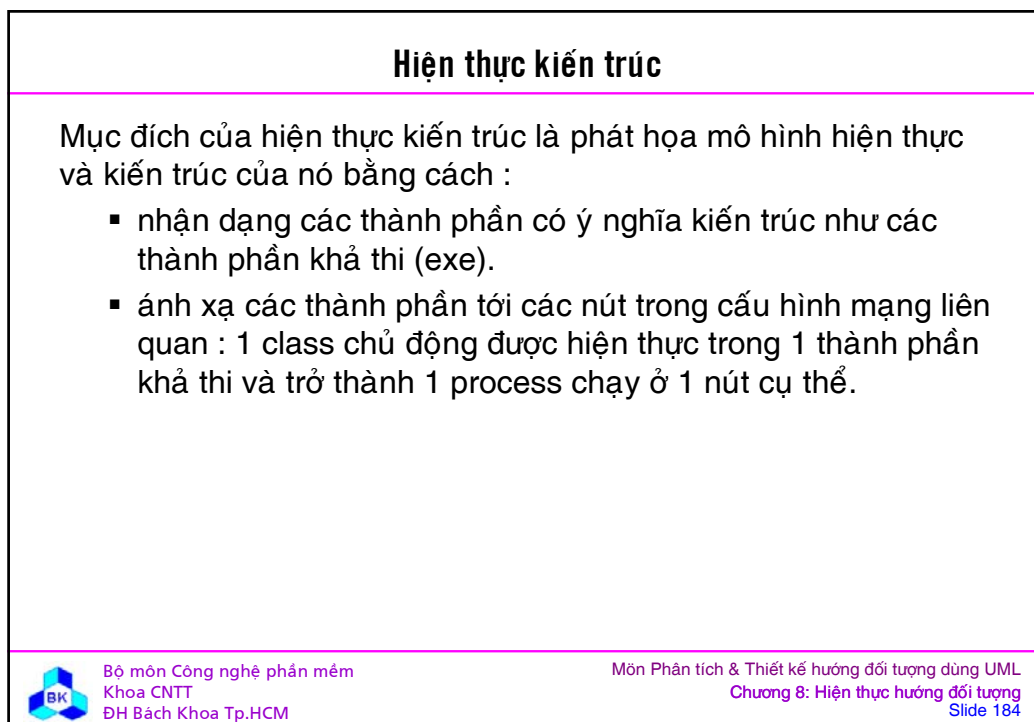 Hiện thực kiến trúc
Mục đích của hiện thực kiến trúc là phát họa mô hình hiện thực
và kiến trúc của nó bằng cách :
▪ nhận dạng các thành phần có ý nghĩa kiến trúc như các
thành phần khả thi (exe).
▪ ánh xạ các thành phần tới các nút trong cấu hình mạng liên
quan : 1 class chủ động được hiện thực trong 1 thành phần
khả thi và trở thành 1 process chạy ở 1 nút cụ thể.
BK
Bộ môn Công nghệ phần mềm
Khoa CNTT
ĐH Bách Khoa Tp.HCM
Môn Phân tích & Thiết kế hướng đối tượng dùng UML
Chương 8: Hiện thực hướng đối tượng
Slide 184